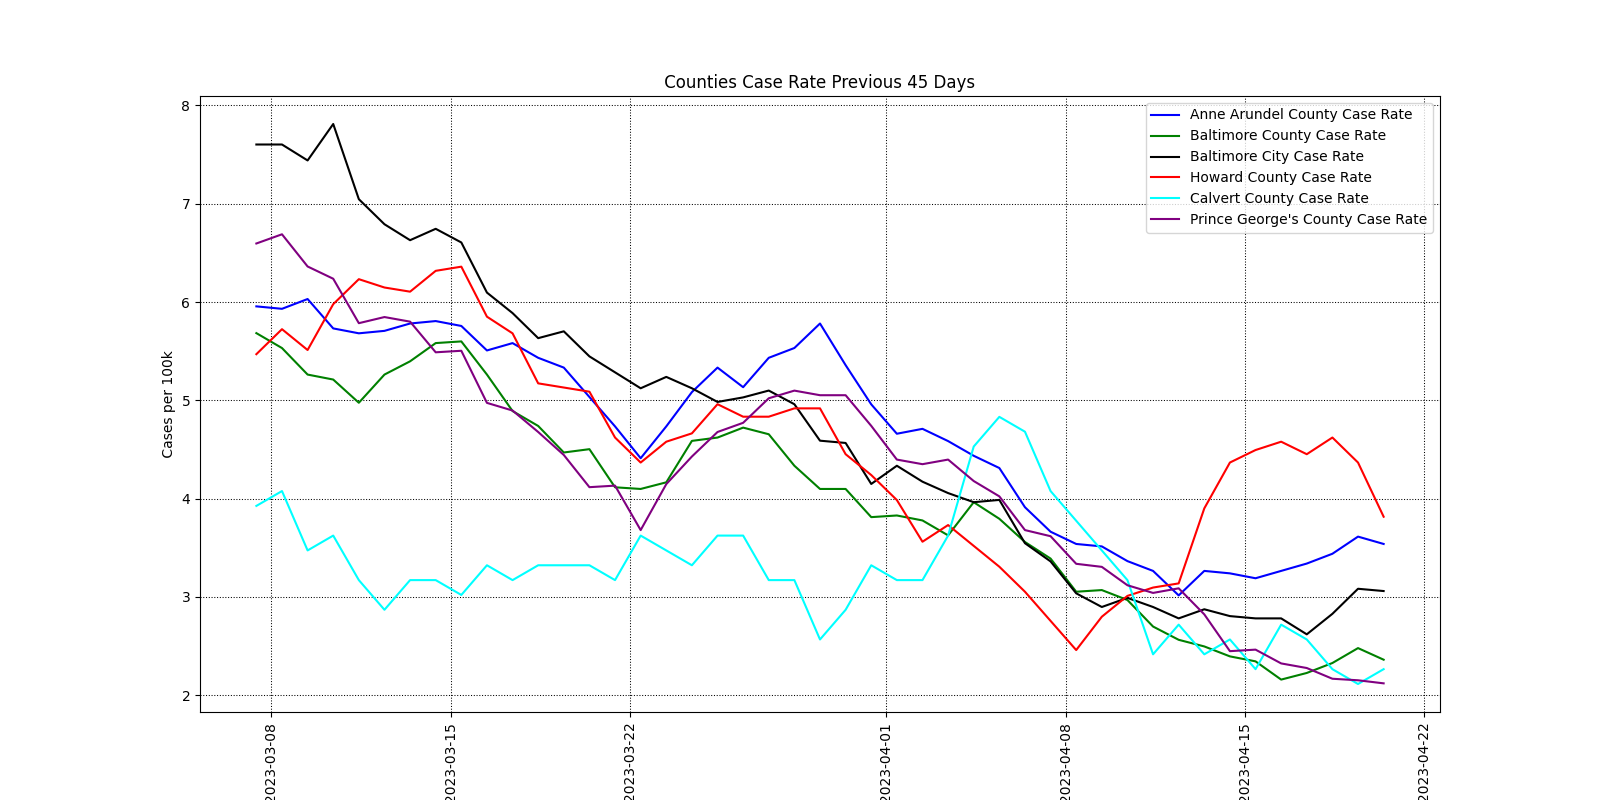 Counties Case Rate Previous 45 Days
Cases per 100k
8
7
6
5
4
3
2
Anne Arundel County Case Rate
Baltimore County Case Rate
Baltimore City Case Rate
Howard County Case Rate
Calvert County Case Rate
Prince George's County Case Rate
2023-03-08
2023-03-15
2023-03-22
2023-04-01
2023-04-08
2023-04-15
2023-04-22